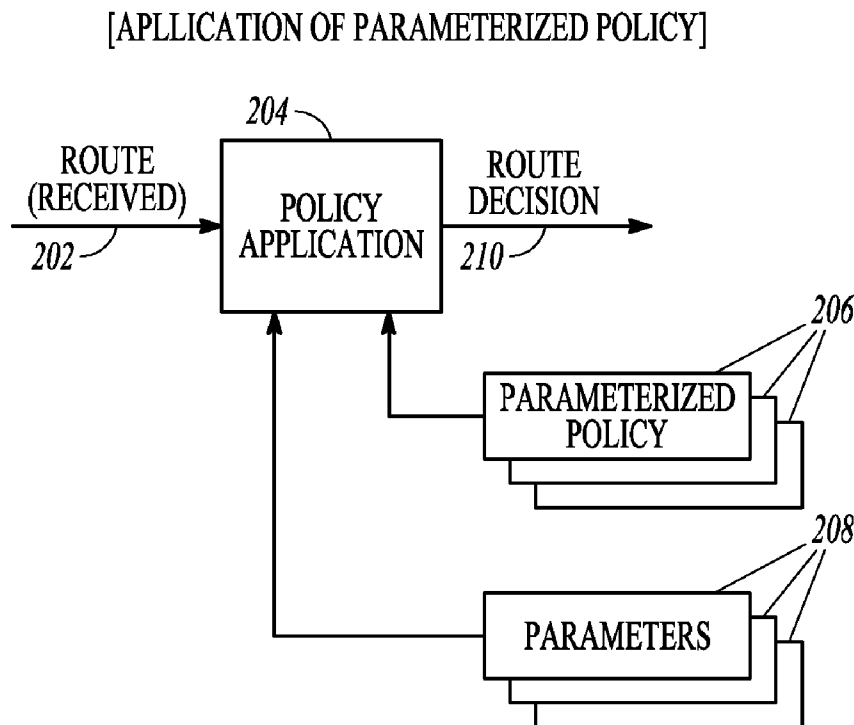 [APLLICATION OF PARAMETERIZED POLICY]
204
ROUTE
(RECEIVED)
202
POLICY
APPLICATION
ROUTE
DECISION
210
206
PARAMETERIZED
POLICY
208
PARAMETERS